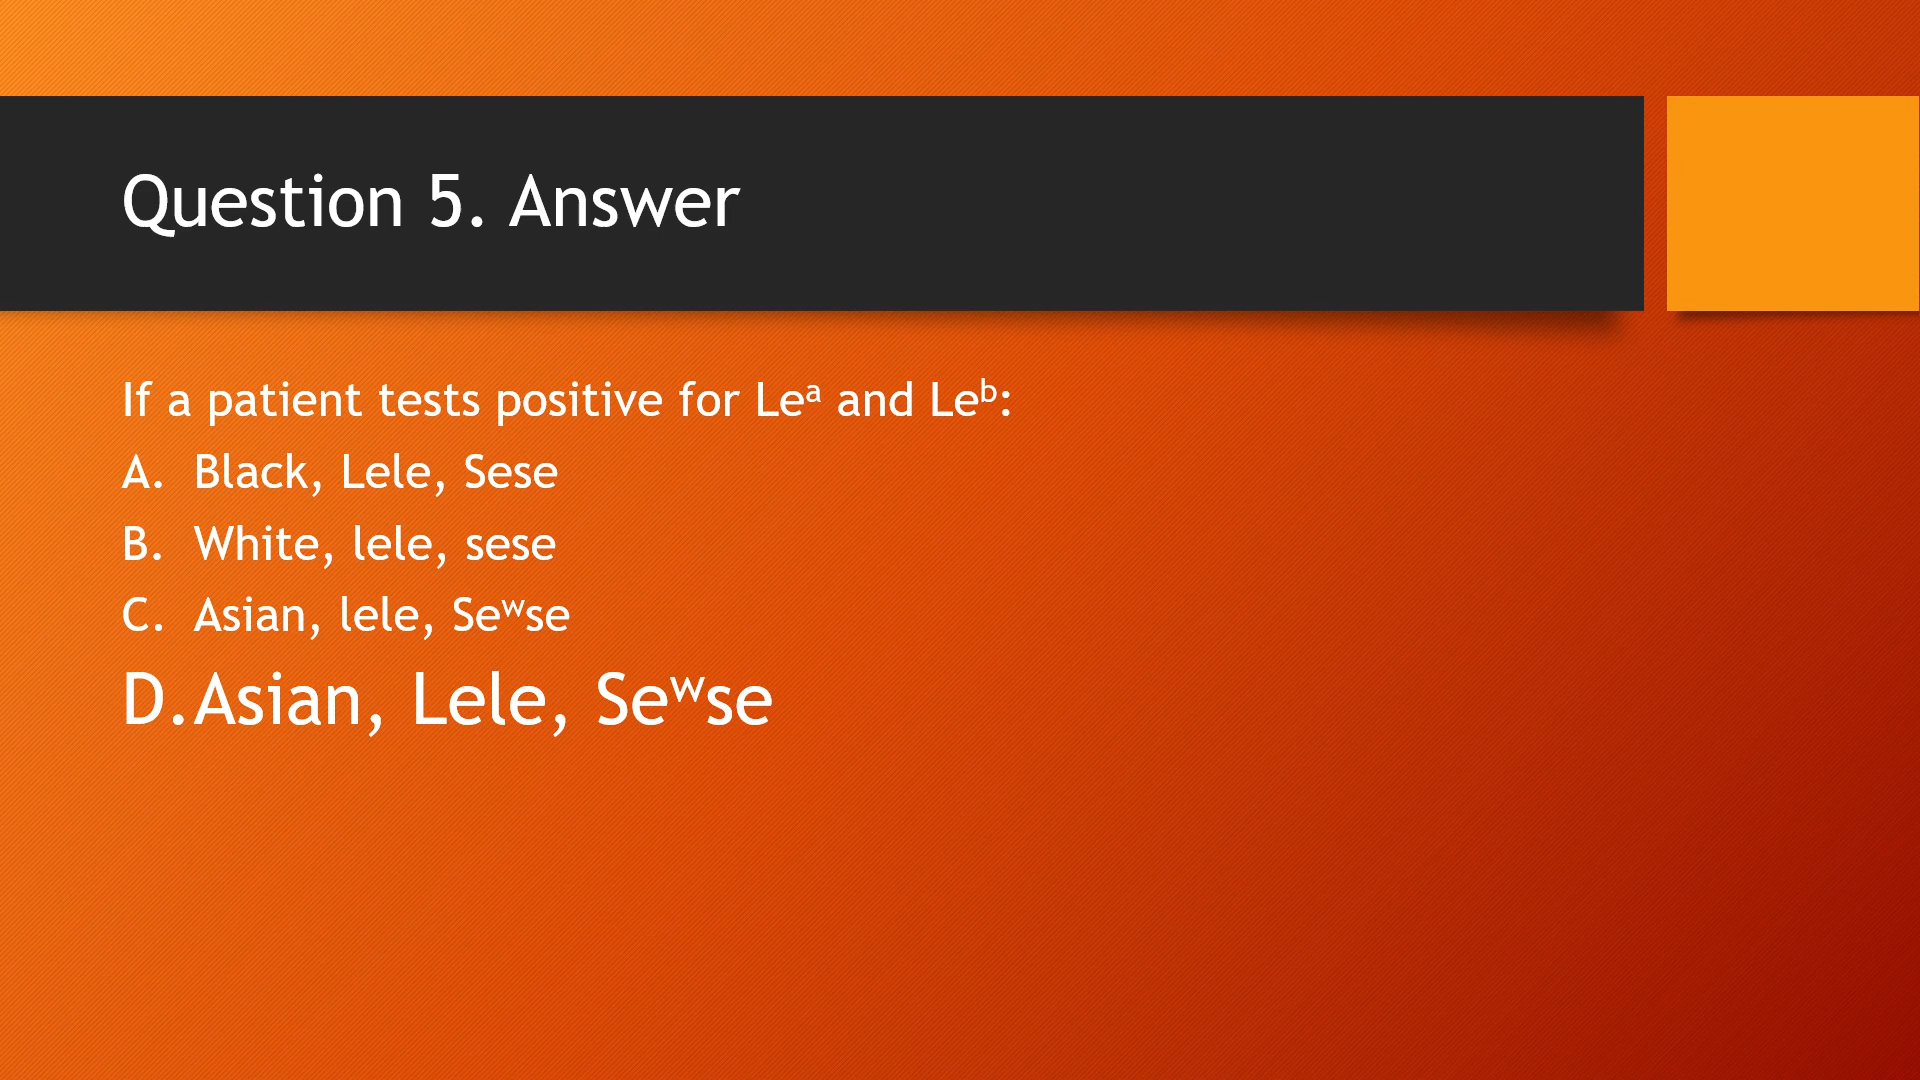 Question 5. Answer
If a patient tests positive for Leᵃ and Leᵇ:
A. Black, Lele, Sese
B. White, lele, sese
C. Asian, lele, Seʷse
D. Asian, Lele, Seʷse